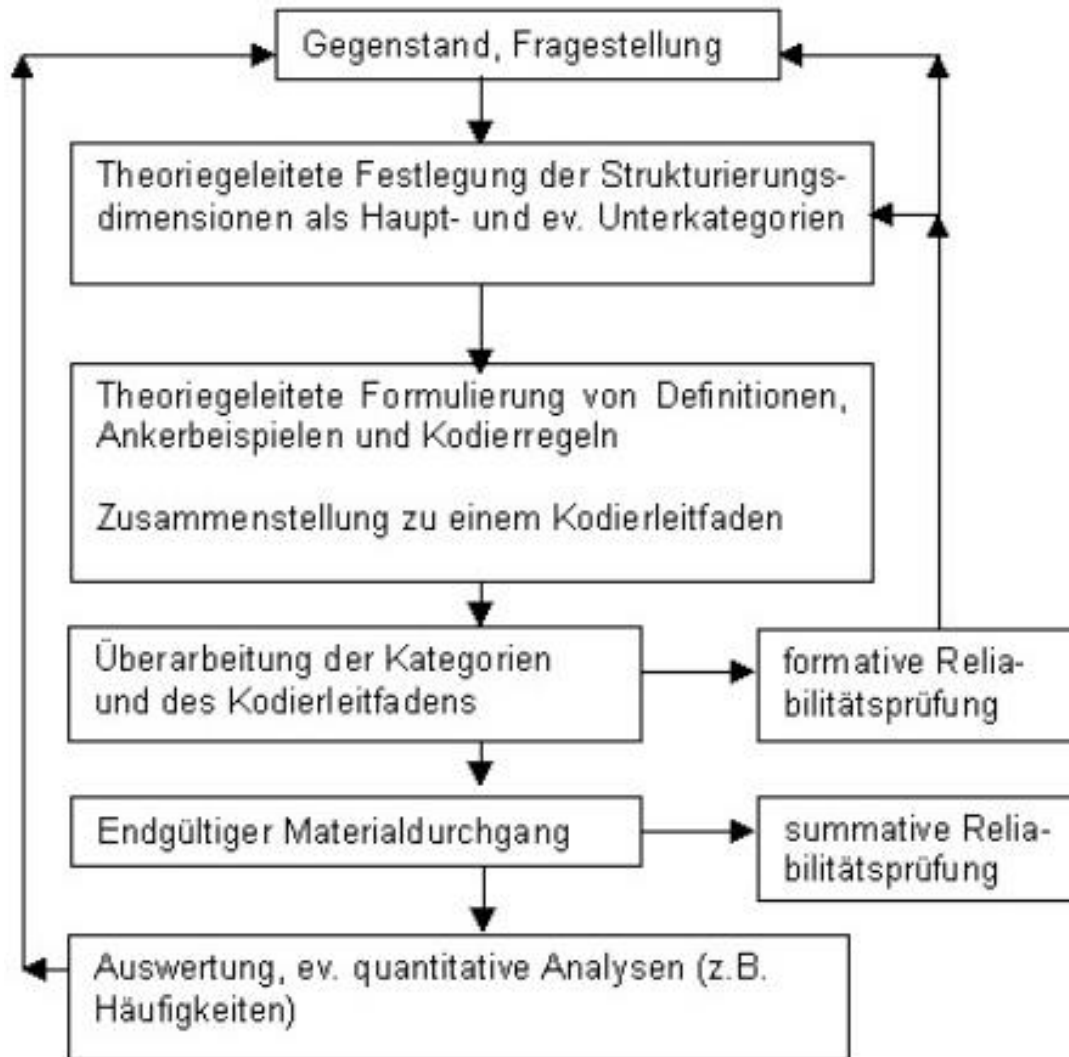 Gegenstand, Fragestellung
Theoriegeleitete Festlegung der Strukturierungs-
dimensionen als Haupt- und ev. Unterkategorien
Theoriegeleitete Formulierung von Definitionen,
Ankerbeispielen und Kodierregeln
Zusammenstellung zu einem Kodierleitfaden
Überarbeitung der Kategorien
und des Kodierleitfadens
formative Relia-
bilitätsprüfung
Endgültiger Materialdurchgang
summative Relia-
bilitätsprüfung
Auswertung, ev. quantitative Analysen (z.B.
Häufigkeiten)